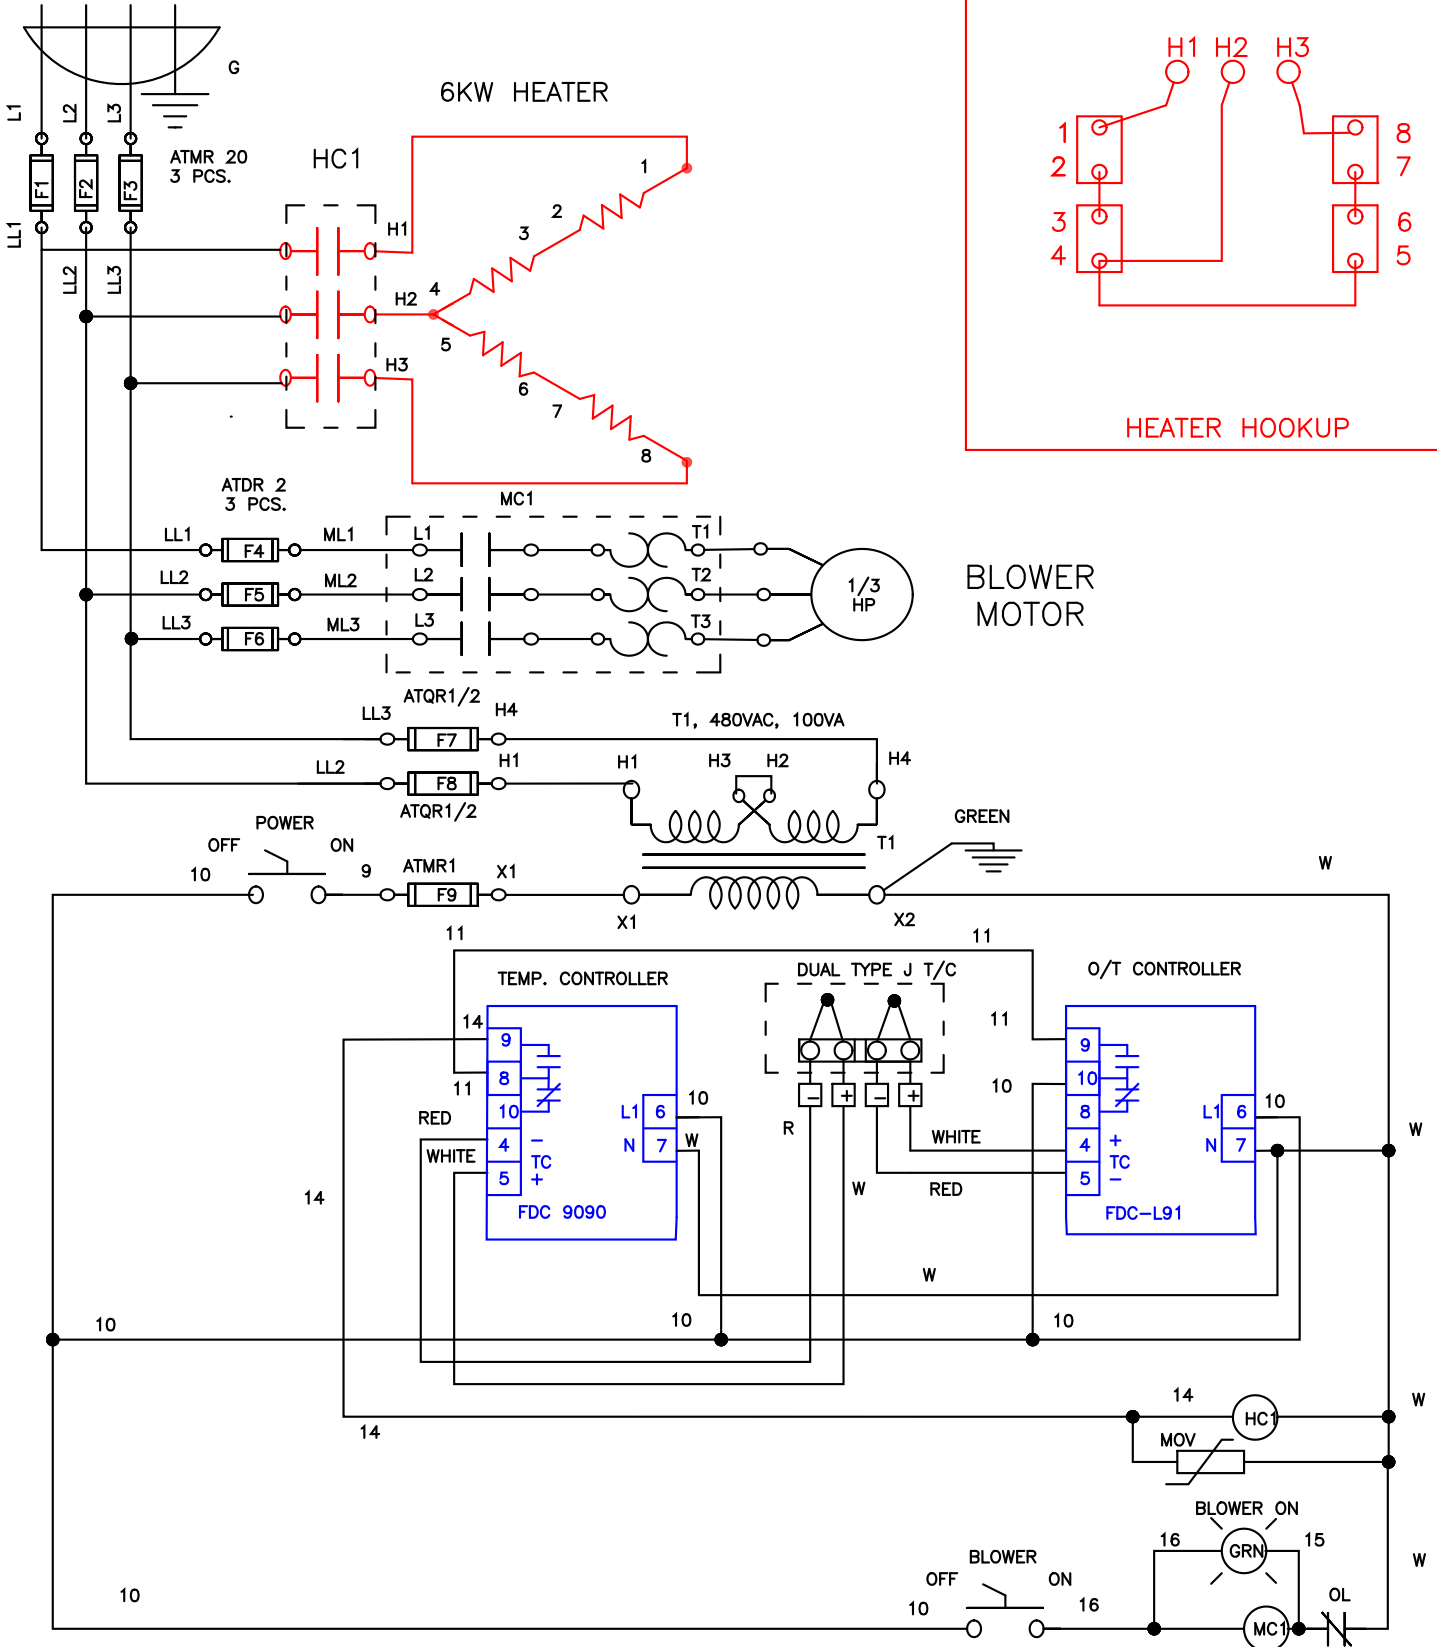 G
L1
L2
L3
ATMR 20
3 PCS.
F1
F2
F3
LL1
LL2
LL3
6KW HEATER
HC1
H1
H2
H3
1
2
3
4
5
6
7
8
H1 H2 H3
1
2
3
4
8
7
6
5
HEATER HOOKUP
ATDR 2
3 PCS.
MC1
LL1
F4
ML1
L1
T1
LL2
F5
ML2
L2
T2
LL3
F6
ML3
L3
T3
1/3
HP
BLOWER
MOTOR
ATQR1/2
LL3
F7
H4
T1, 480VAC, 100VA
LL2
F8
H1
ATQR1/2
H1
H3
H2
H4
T1
POWER
OFF
ON
10
9
ATMR1
F9
X1
X1
X2
GREEN
W
11
11
TEMP. CONTROLLER
DUAL TYPE J T/C
O/T CONTROLLER
14
9
11
8
10
RED
4
-
WHITE
TC
5
+
FDC 9090
L1
6
10
N
7
W
-
+
-
+
R
W
WHITE
RED
11
9
10
10
8
4
+
TC
5
-
FDC-L91
L1
6
10
N
7
W
14
W
10
10
10
14
14
HC1
W
MOV
BLOWER ON
16
GRN
15
W
BLOWER
OFF
ON
10
10
16
MC1
OL